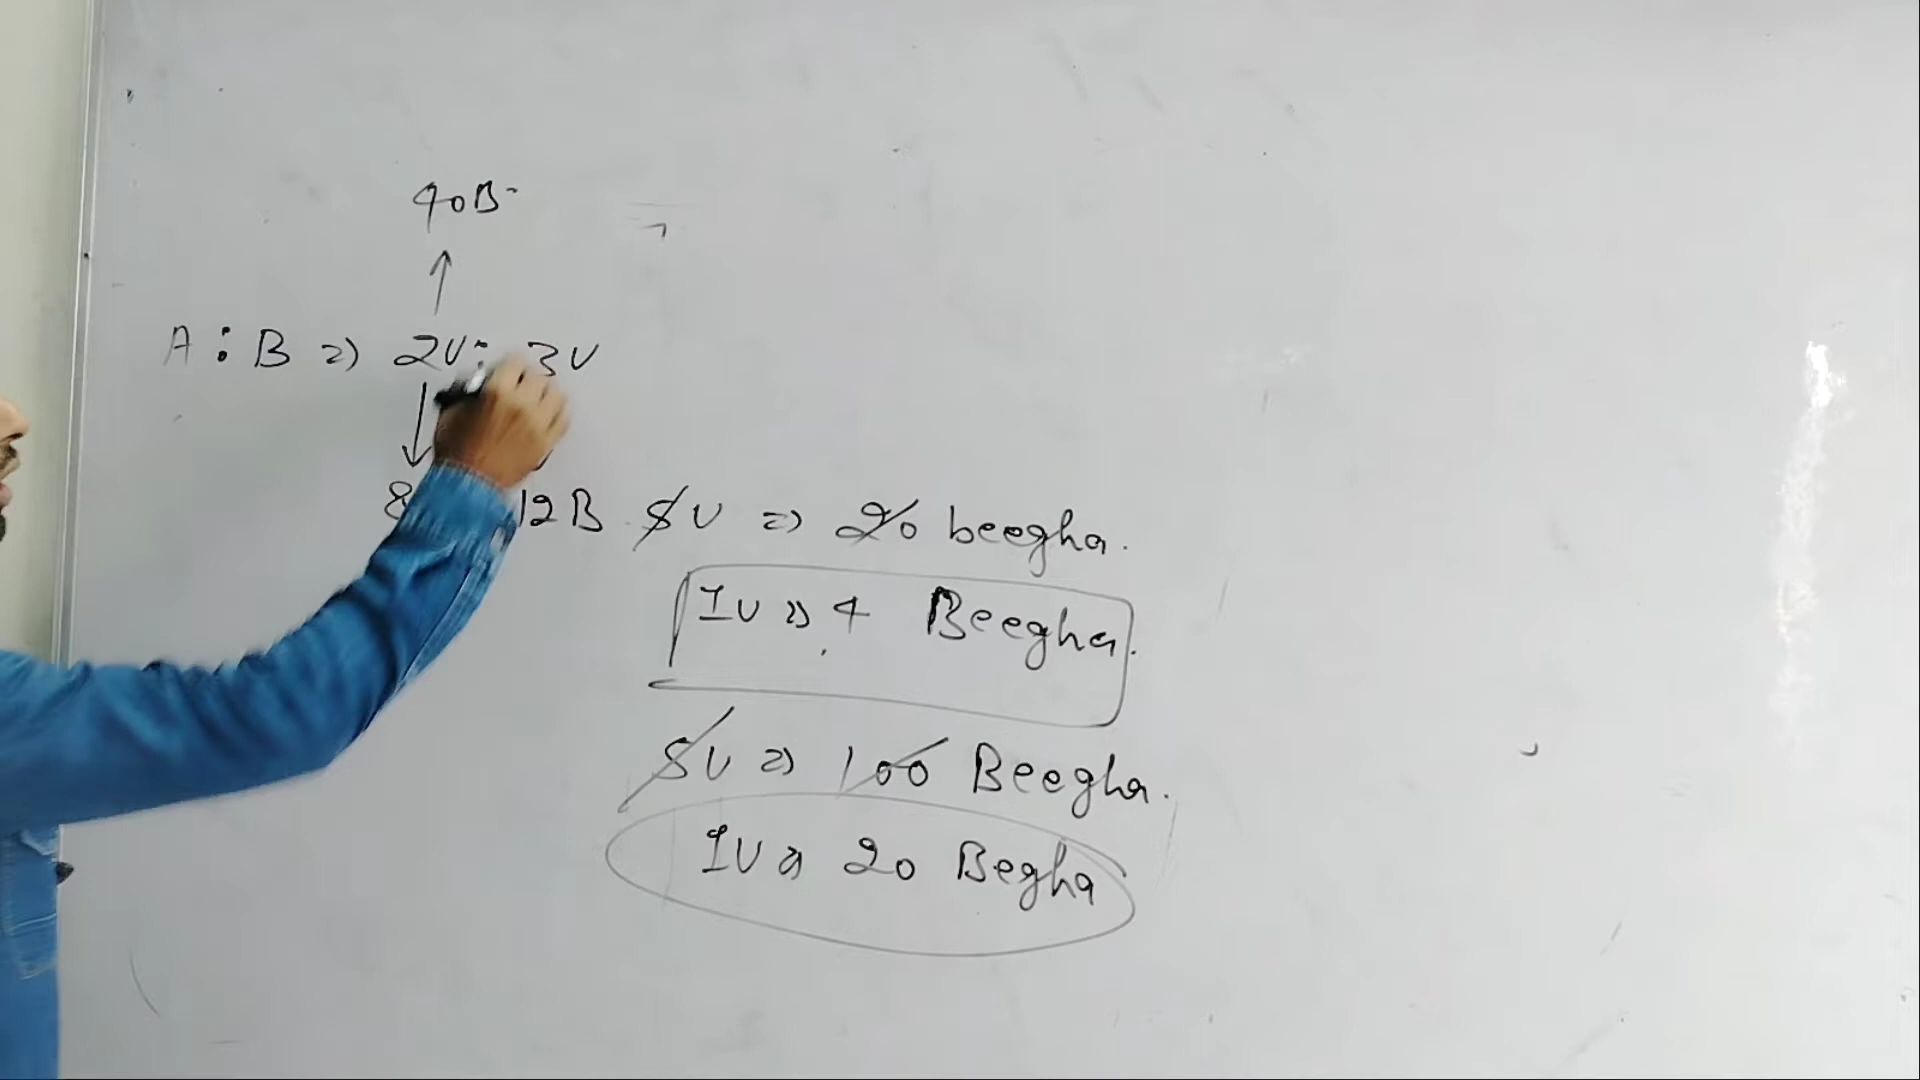 40B
A : B => 2U : 3U
8 12B 5U => 20 beegha.
1U => 4 Beegha.
5U => 100 Beegha.
1U => 20 Begha